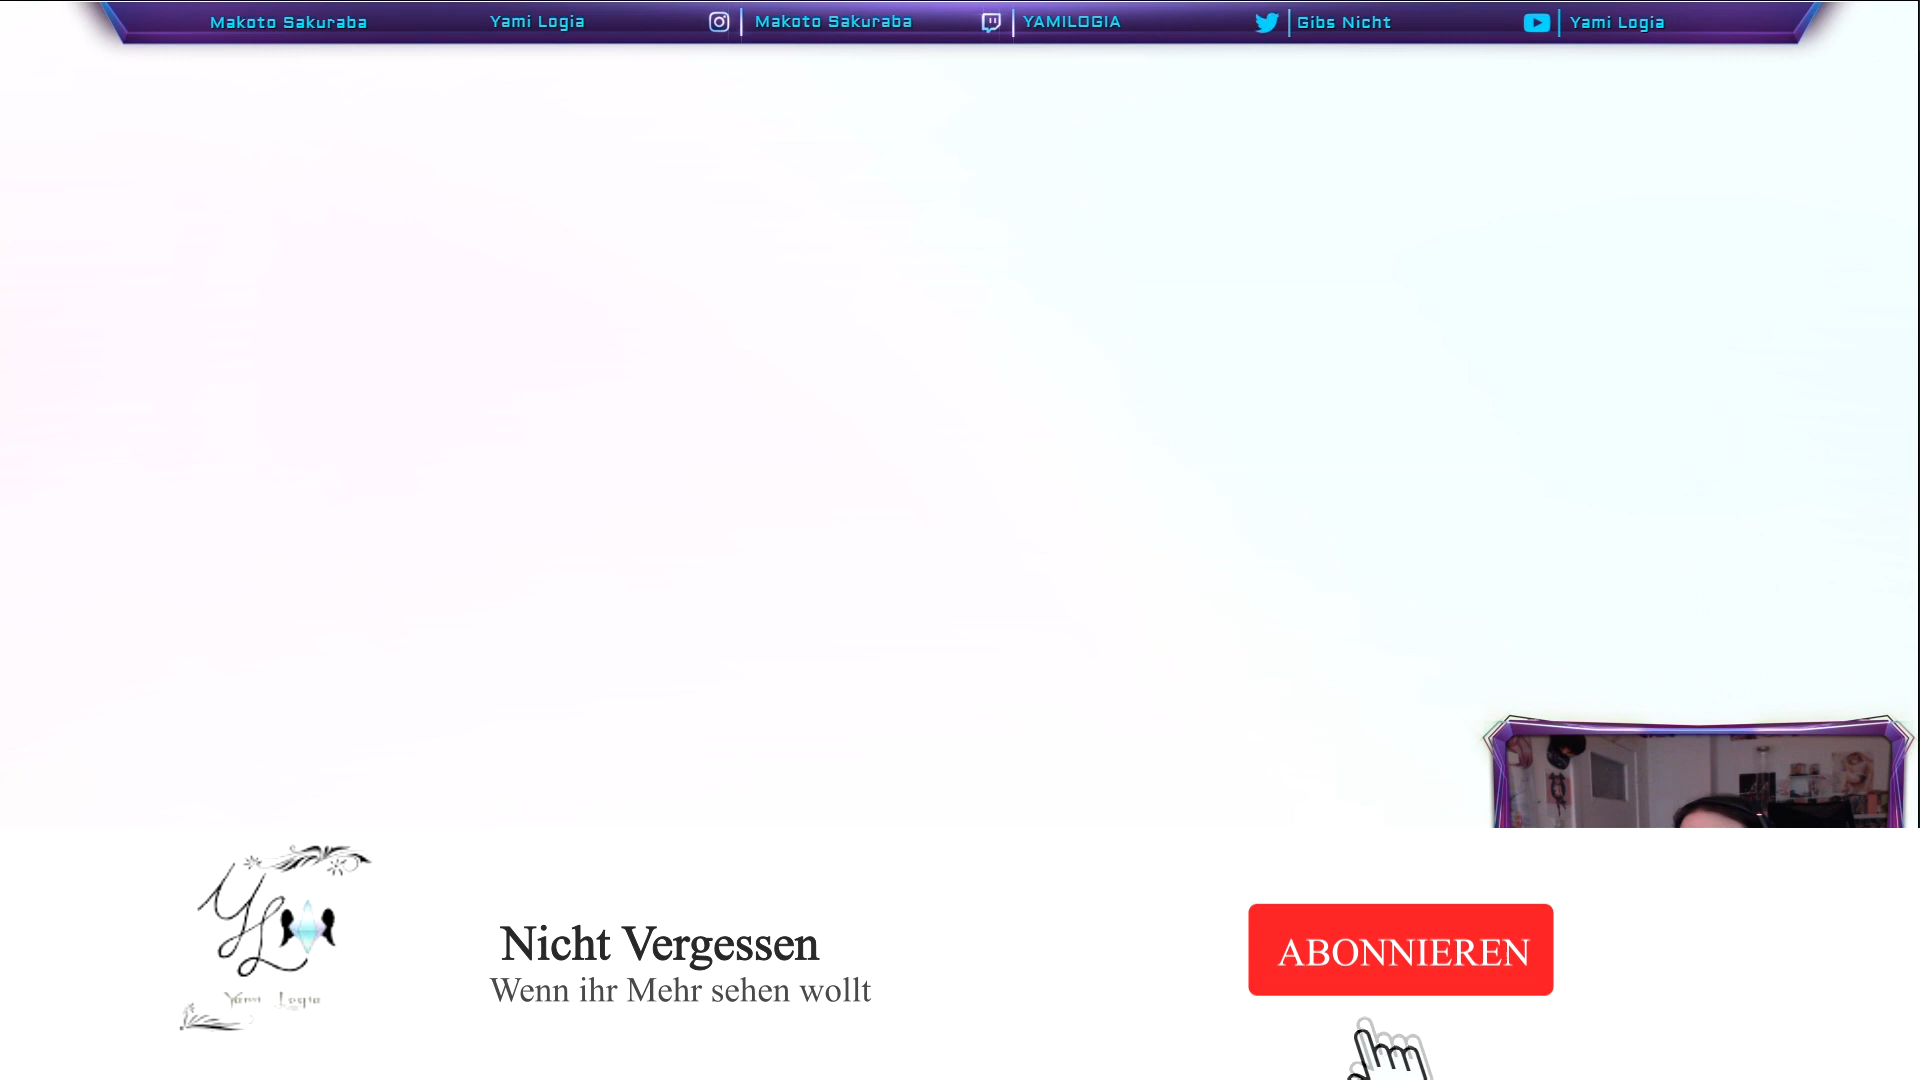 Makoto Sakuraba Yami Logia Makoto Sakuraba YAMILOGIA Gibs Nicht Yami Logia
YL
Yami Logia
Nicht Vergessen
Wenn ihr Mehr sehen wollt
ABONNIEREN